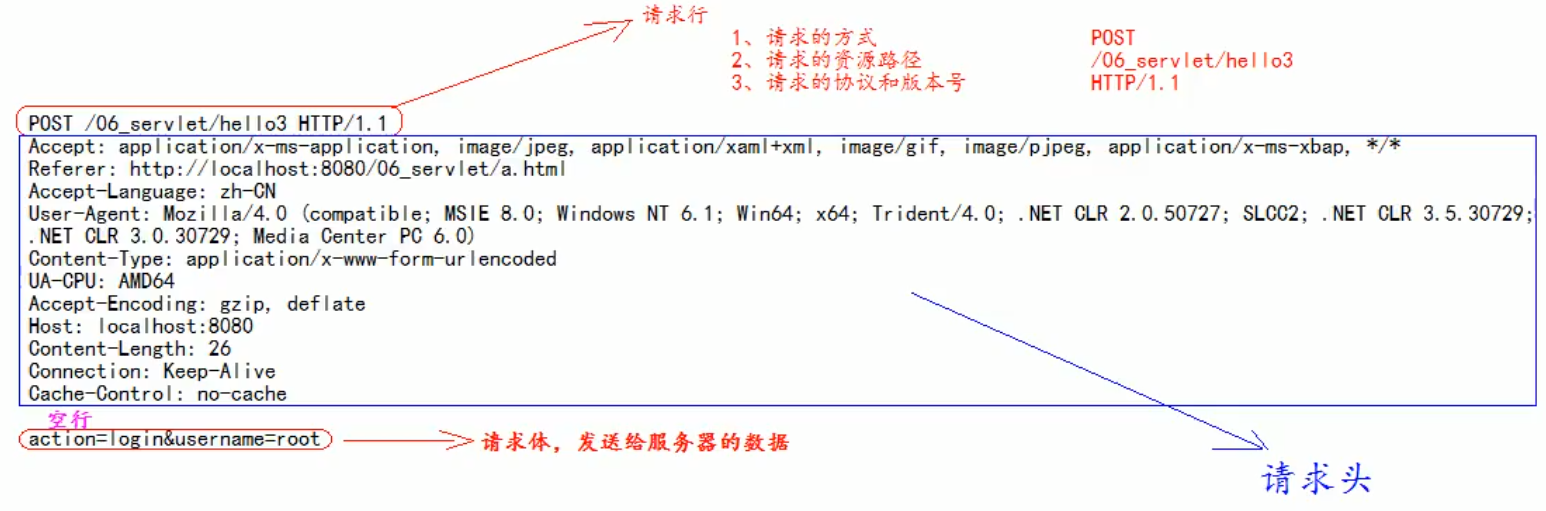 请求行
1、请求的方式 POST
2、请求的资源路径 /06_servlet/hello3
3、请求的协议和版本号 HTTP/1.1
POST /06_servlet/hello3 HTTP/1.1
Accept: application/x-ms-application, image/jpeg, application/xaml+xml, image/gif, image/pjpeg, application/x-ms-xbap, */*
Referer: http://localhost:8080/06_servlet/a.html
Accept-Language: zh-CN
User-Agent: Mozilla/4.0 (compatible; MSIE 8.0; Windows NT 6.1; Win64; x64; Trident/4.0; .NET CLR 2.0.50727; SLCC2; .NET CLR 3.5.30729;
.NET CLR 3.0.30729; Media Center PC 6.0)
Content-Type: application/x-www-form-urlencoded
UA-CPU: AMD64
Accept-Encoding: gzip, deflate
Host: localhost:8080
Content-Length: 26
Connection: Keep-Alive
Cache-Control: no-cache
空行
action=login&username=root
请求体，发送给服务器的数据
请求头